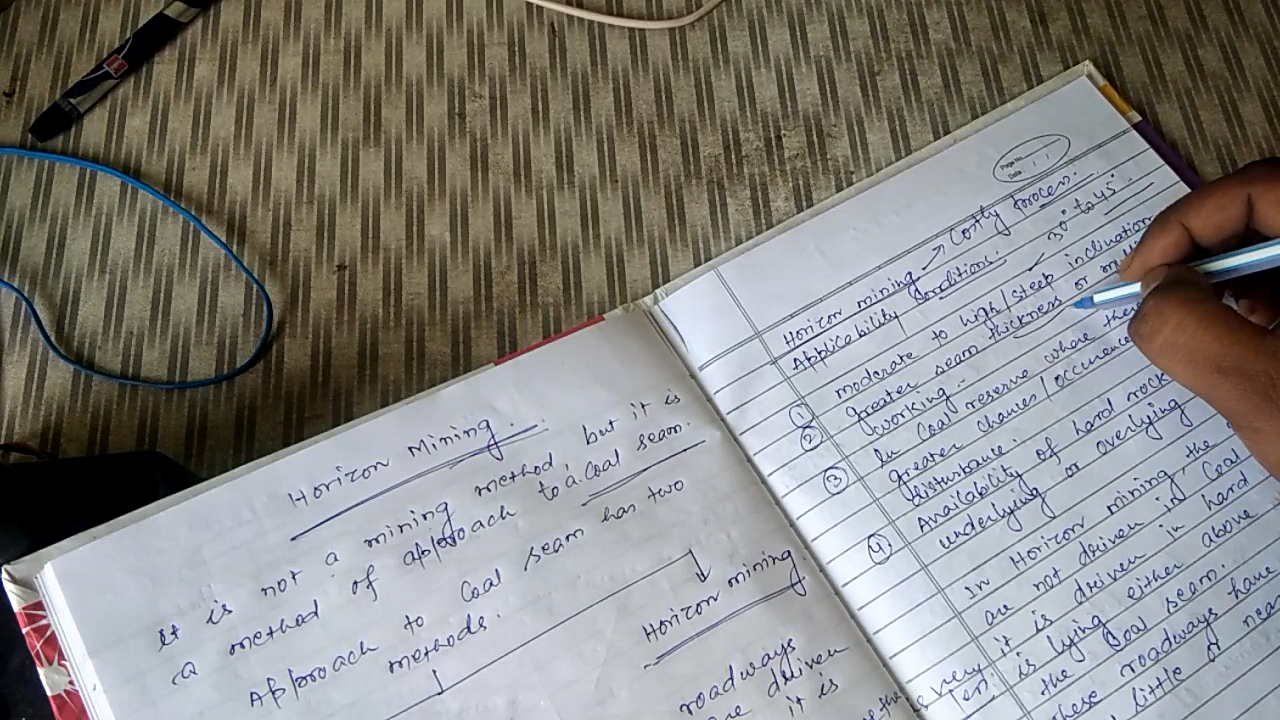 Horizon Mining.
It is not a mining method but it is
a method of approach to a coal seam.
Approach to coal seam has two
methods.
Horizon mining
roadways
are driven
it is
Page No.
Date:
Horizon mining → Costly process.
Applicability Conditions:
30° to 45°
① moderate to high/steep inclination
② greater seam thickness or
working.
③ In coal reserve where
greater chances/occurence
disturbance.
④ Availability of hard rock
underlying or overlying
In Horizon mining, the
are not driven in coal
it is driven in hard
is lying either above
the coal seam.
These roadways have
very little or